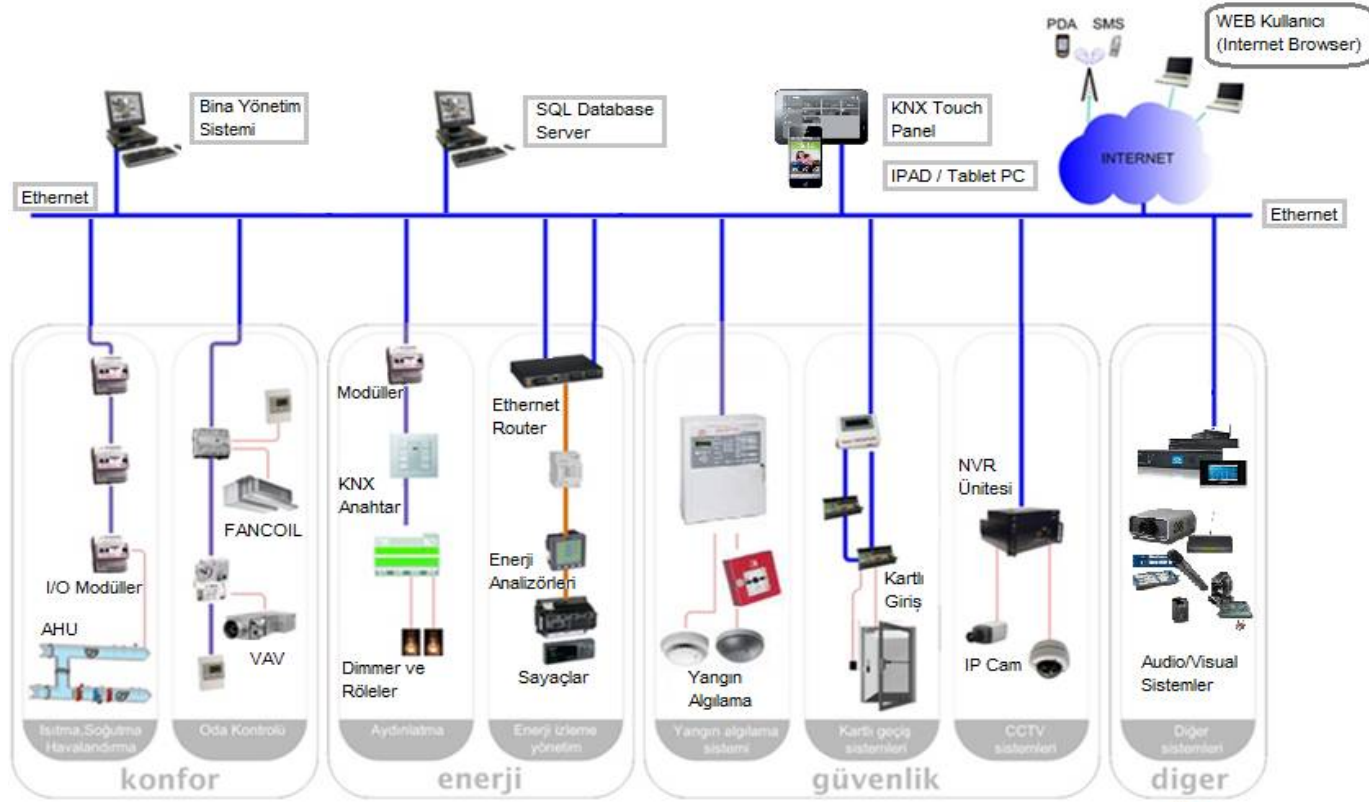 PDA SMS
WEB Kullanıcı
(Internet Browser)
Bina Yönetim
Sistemi
SQL Database
Server
KNX Touch
Panel
IPAD / Tablet PC
INTERNET
Ethernet
Ethernet
I/O Modüller
AHU
FANCOIL
VAV
Modüller
KNX
Anahtar
Dimmer ve
Röleler
Ethernet
Router
Enerji
Analizörleri
Sayaçlar
Yangın
Algılama
Kartlı
Giriş
NVR
Ünitesi
IP Cam
Audio/Visual
Sistemler
Isıtma,Soğutma
Havalandırma
Oda Kontrolü
Aydınlatma
Enerji izleme
yönetim
Yangın algılama
sistemi
Kartlı geçiş
sistemleri
CCTV
sistemleri
Diğer
sistemleri
konfor
enerji
güvenlik
diger